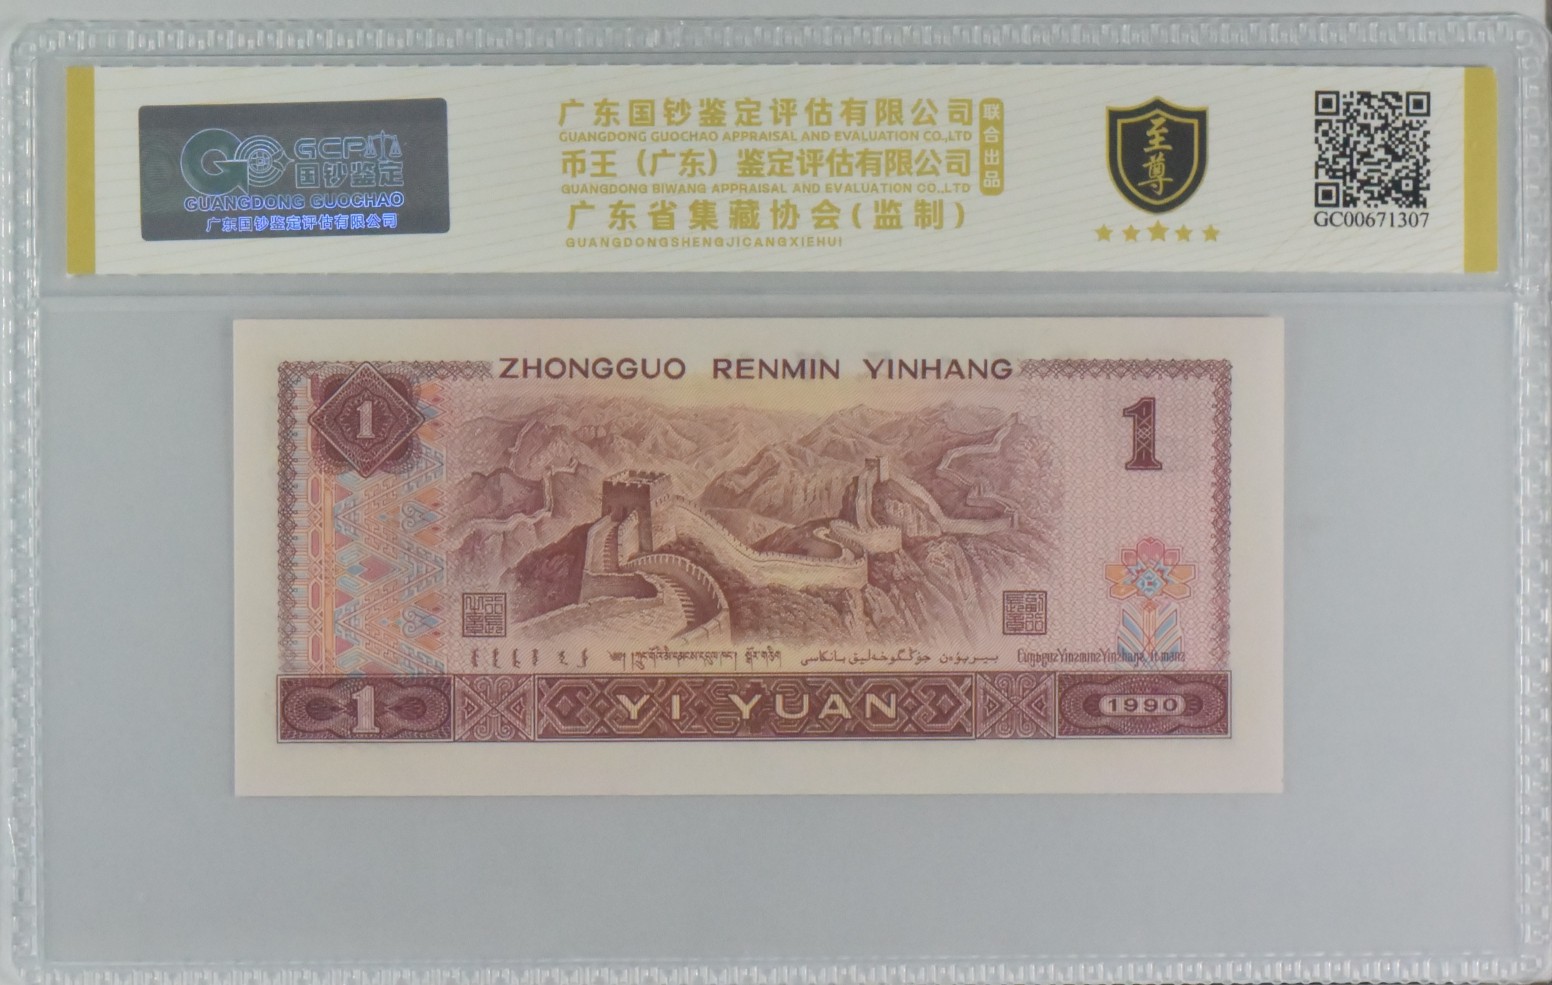 GCP
国钞鉴定
GUANGDONG GUOCHAO
广东国钞鉴定评估有限公司
广东国钞鉴定评估有限公司
GUANGDONG GUOCHAO APPRAISAL AND EVALUATION CO.,LTD
币王（广东）鉴定评估有限公司
GUANGDONG BIWANG APPRAISAL AND EVALUATION CO.,LTD
广东省集藏协会(监制)
GUANGDONGSHENGJICANGXIEHUI
联合出品
至尊
GC00671307
ZHONGGUO RENMIN YINHANG
1
1
1
YI YUAN
1990